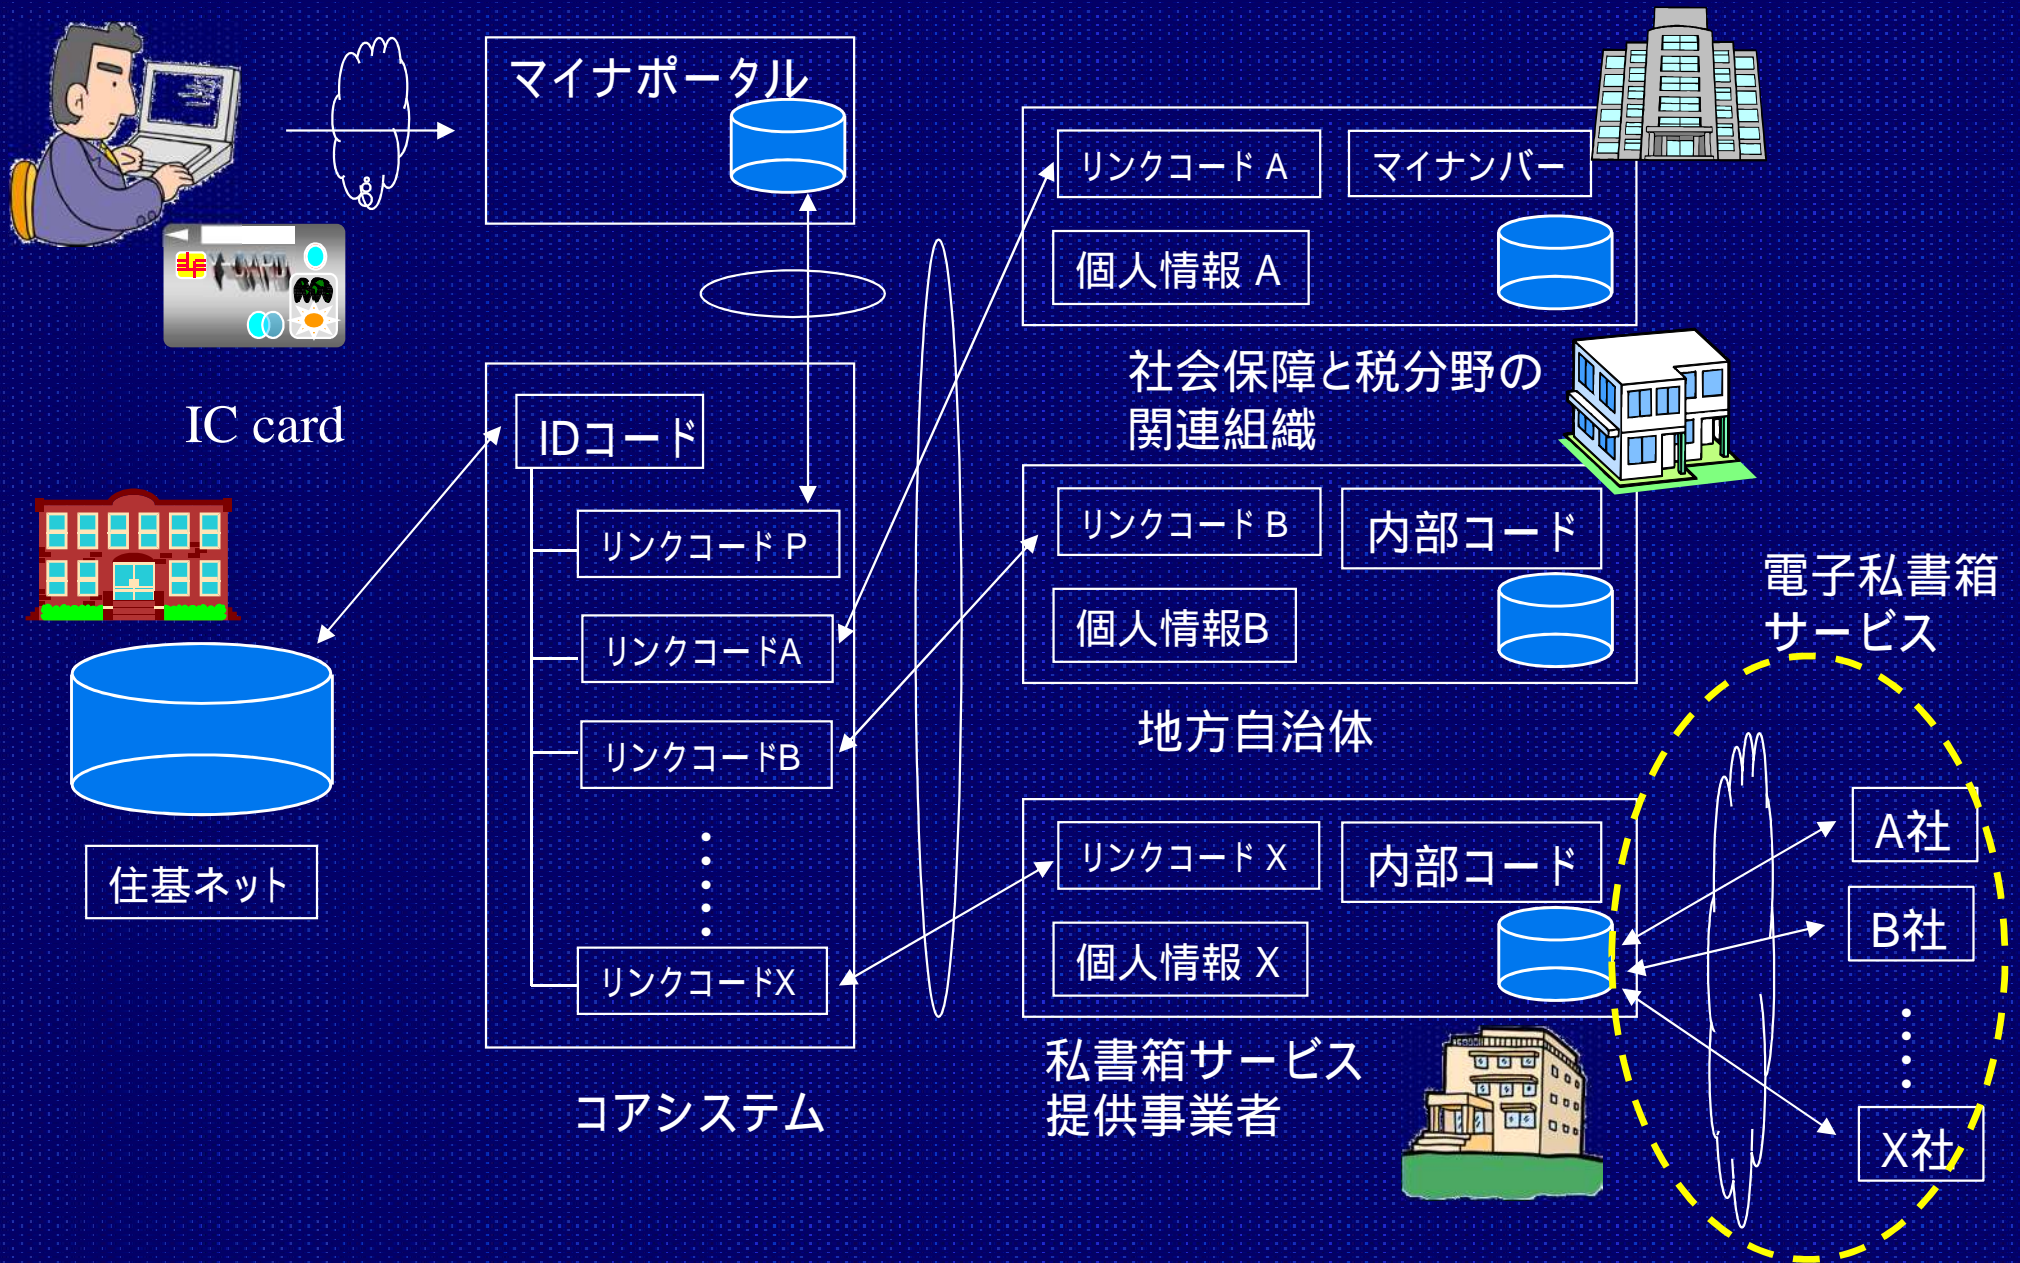 マイナポータル
リンクコード A
マイナンバー
個人情報 A
社会保障と税分野の
関連組織
IC card
IDコード
リンクコード P
リンクコードA
リンクコードB
リンクコードX
コアシステム
住基ネット
リンクコード B
内部コード
個人情報B
地方自治体
リンクコード X
内部コード
個人情報 X
私書箱サービス
提供事業者
電子私書箱
サービス
A社
B社
X社